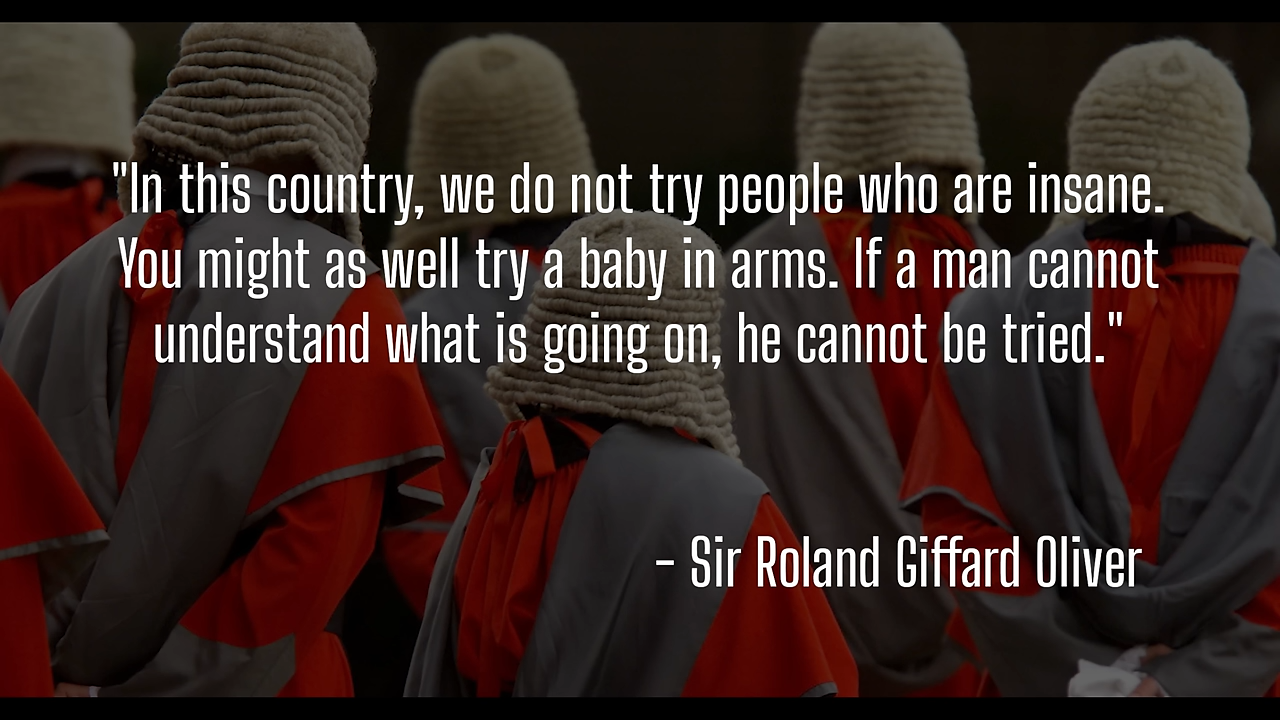 "In this country, we do not try people who are insane.
You might as well try a baby in arms. If a man cannot
understand what is going on, he cannot be tried."
- Sir Roland Giffard Oliver